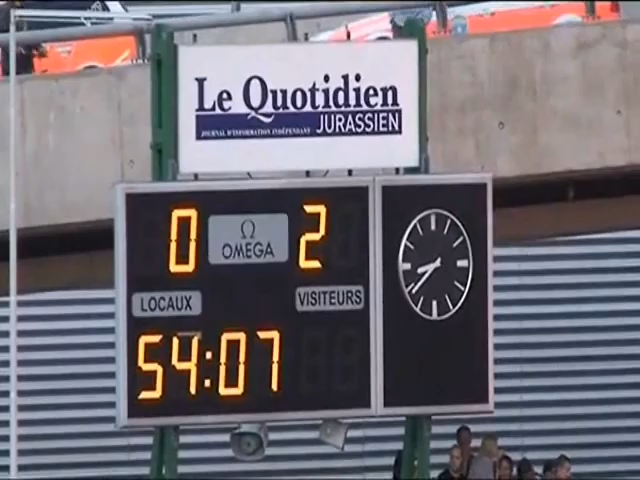 Le Quotidien
JOURNAL D'INFORMATION INDÉPENDANT JURASSIEN
0 Ω OMEGA 2
LOCAUX VISITEURS
54:07